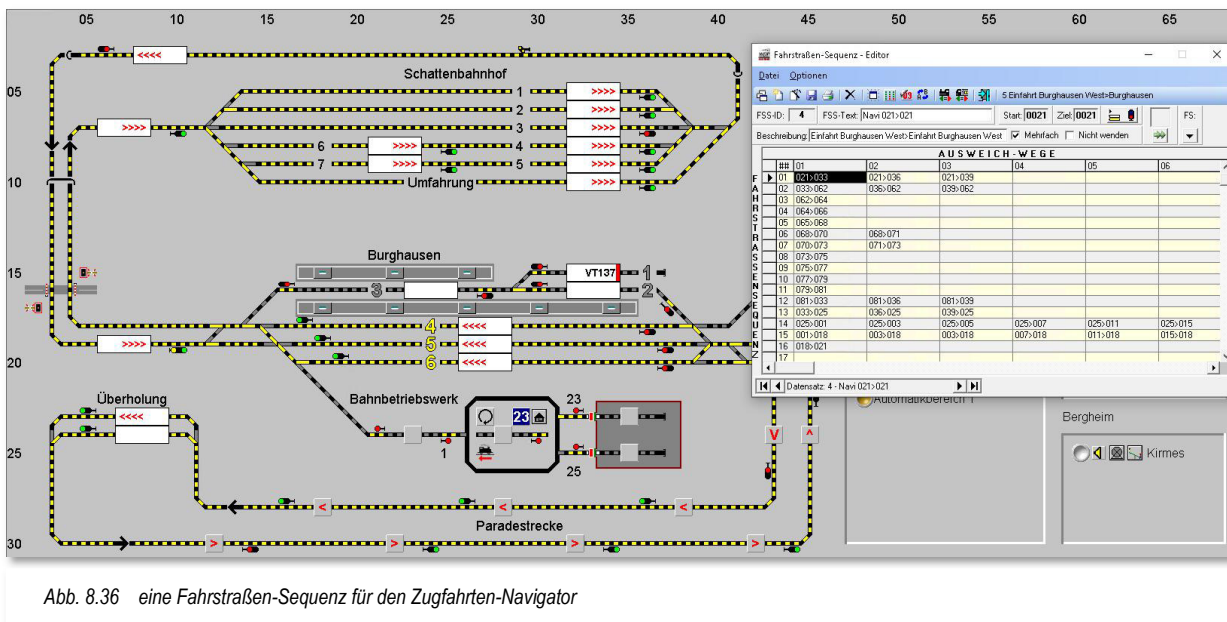 05 10 15 20 25 30 35 40 45 50 55 60 65
<<<<
Schattenbahnhof
05
1 >>>>
2 >>>>
>>>> 3 >>>>
6 >>>> 4 >>>>
7 >>>> 5 >>>>
10
Umfahrung >>>>
Burghausen
15
VT137 1
3 2
4 <<<<
>>>> 5 <<<<
20
6 <<<<
Überholung
Bahnbetriebswerk
<<<<
23 23
1
25
25
V ^
< < <
Paradestrecke
30
> > > > >
Fahrstraßen-Sequenz - Editor
Datei Optionen
5 Einfahrt Burghausen West>Burghausen
FSS-ID: 4 FSS-Text: Navi 021>021 Start: 0021 Ziel: 0021 FS:
Beschreibung: Einfahrt Burghausen West>Einfahrt Burghausen West Mehrfach Nicht wenden
AUSWEICH-WEGE
FAHRSTRASSENSEQUENZ
## 01 02 03 04 05 06
01 021>033 021>036 021>039
02 033>062 036>062 039>062
03 062>064
04 064>066
05 065>068
06 068>070 068>071
07 070>073 071>073
08 073>075
09 075>077
10 077>079
11 079>081
12 081>033 081>036 081>039
13 033>025 036>025 039>025
14 025>001 025>003 025>005 025>007 025>011 025>015
15 001>018 003>018 003>018 007>018 011>018 015>018
16 018>021
17
Datensatz: 4 - Navi 021>021
Automatikbereich 1
Bergheim
Kirmes
Abb. 8.36 eine Fahrstraßen-Sequenz für den Zugfahrten-Navigator